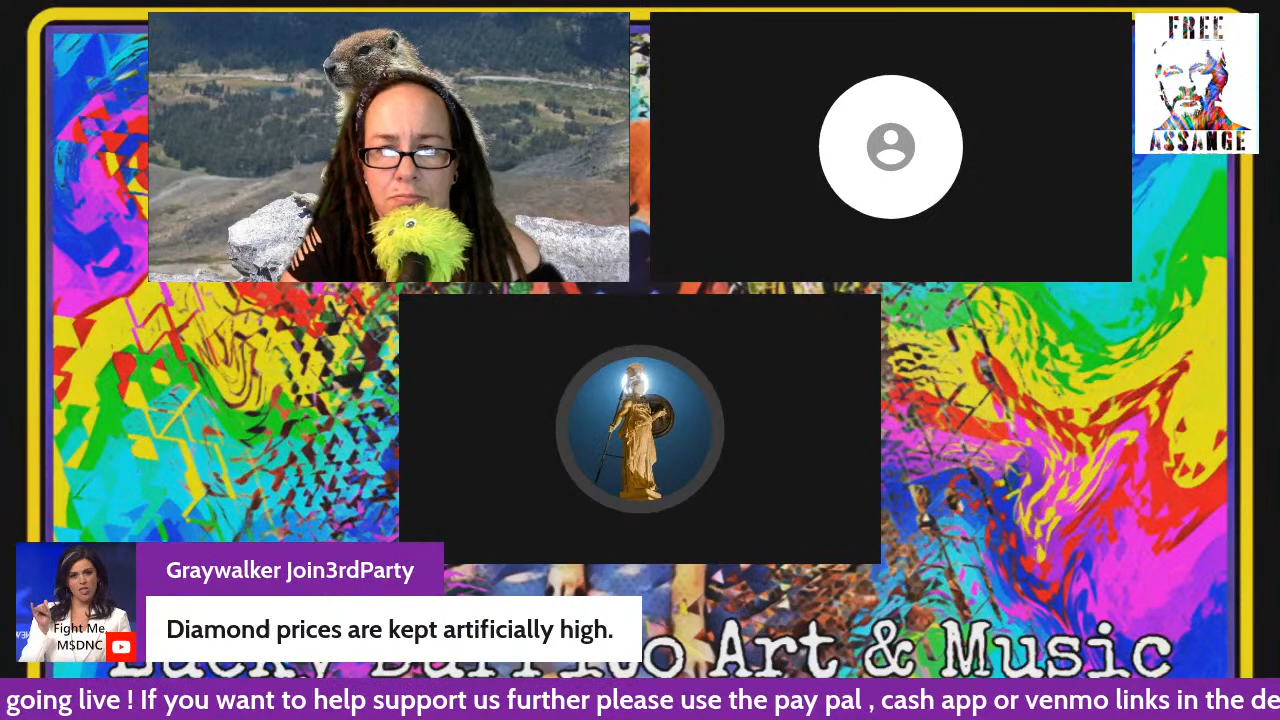 FREE
ASSANGE
Graywalker Join3rdParty
Fight Me,
M$DNC
Diamond prices are kept artificially high.
Art & Music
going live ! If you want to help support us further please use the pay pal , cash app or venmo links in the de